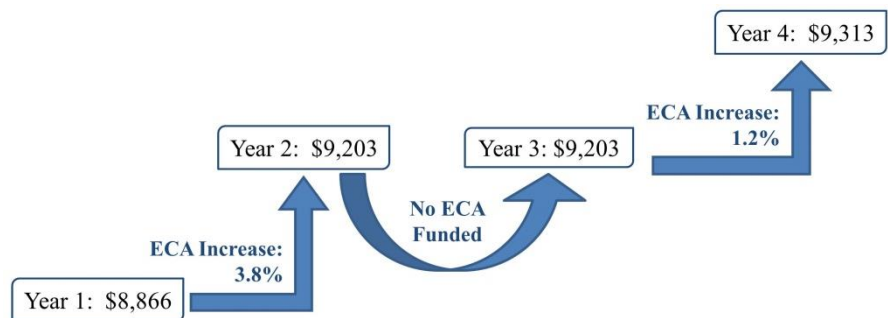 Year 4:  $9,313
ECA Increase:
1.2%
Year 2:  $9,203
Year 3: $9,203
No ECA
Funded
ECA Increase:
3.8%
Year 1:  $8,866